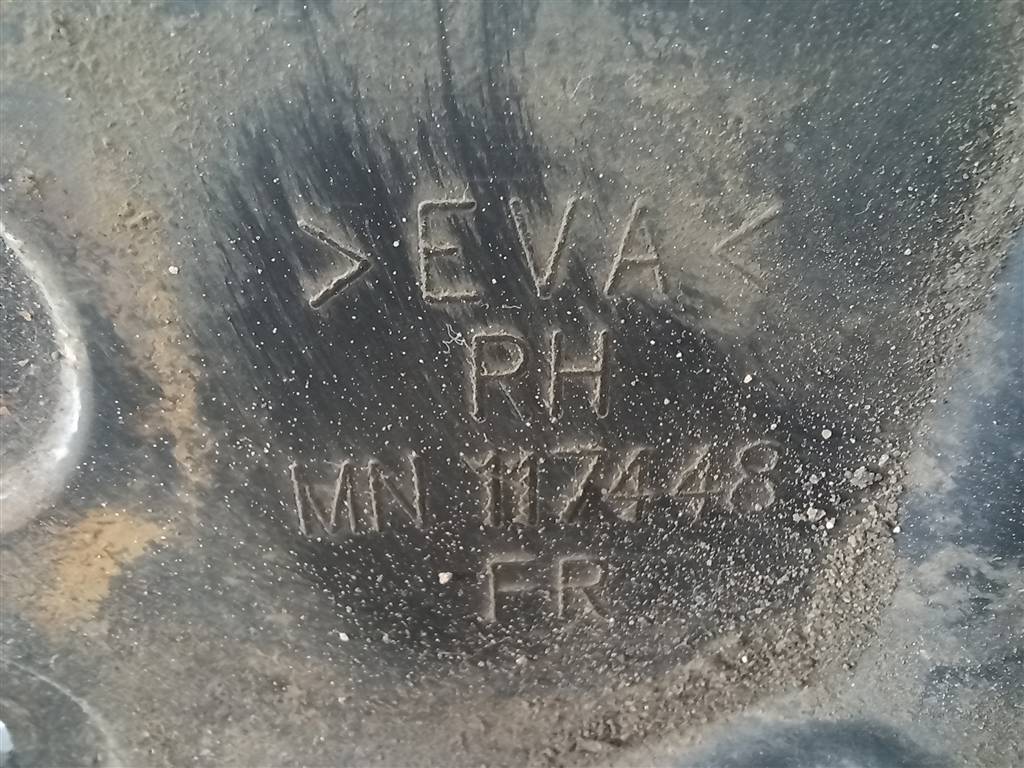 >EVA<
RH
MN 117448
FR